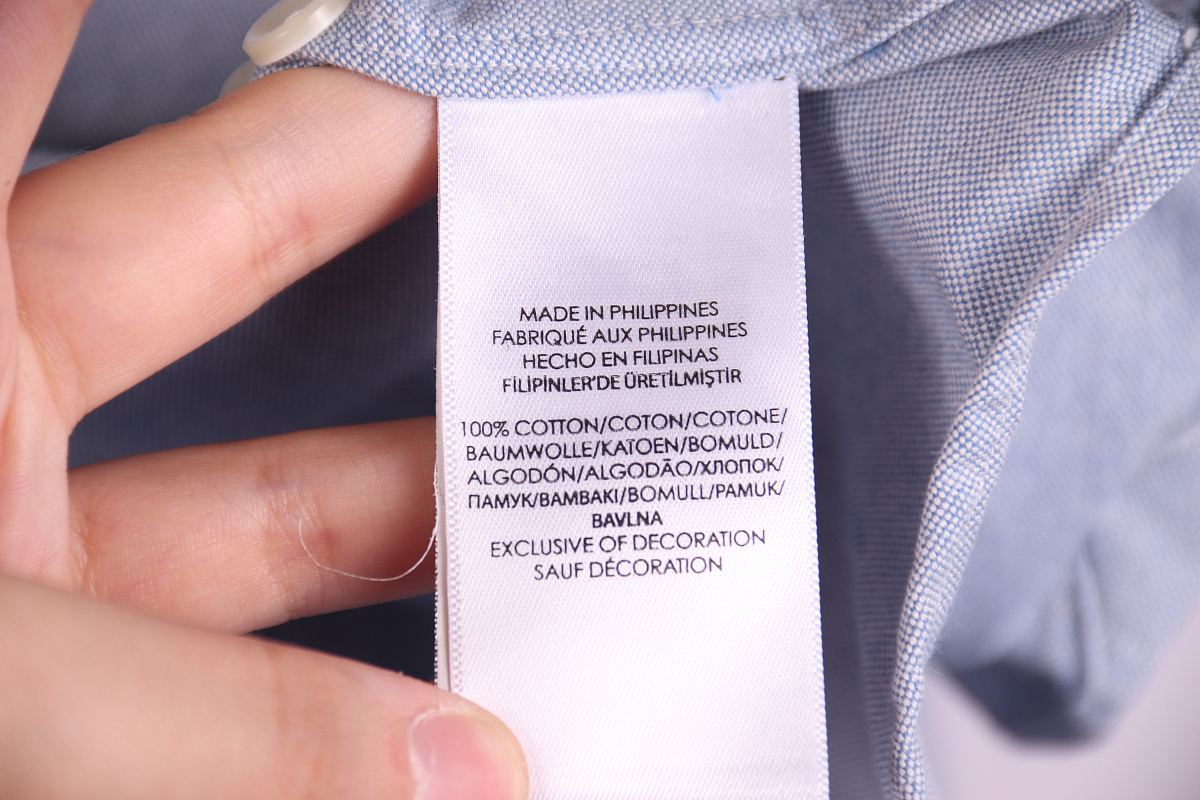 MADE IN PHILIPPINES
FABRIQUÉ AUX PHILIPPINES
HECHO EN FILIPINAS
FİLİPİNLER'DE ÜRETİLMİŞTİR
100% COTTON/COTON/COTONE/
BAUMWOLLE/KATOEN/BOMULD/
ALGODÓN/ALGODÃO/ХЛОПОК/
ПАМУК/BAMBAKI/BOMULL/PAMUK/
BAVLNA
EXCLUSIVE OF DECORATION
SAUF DÉCORATION